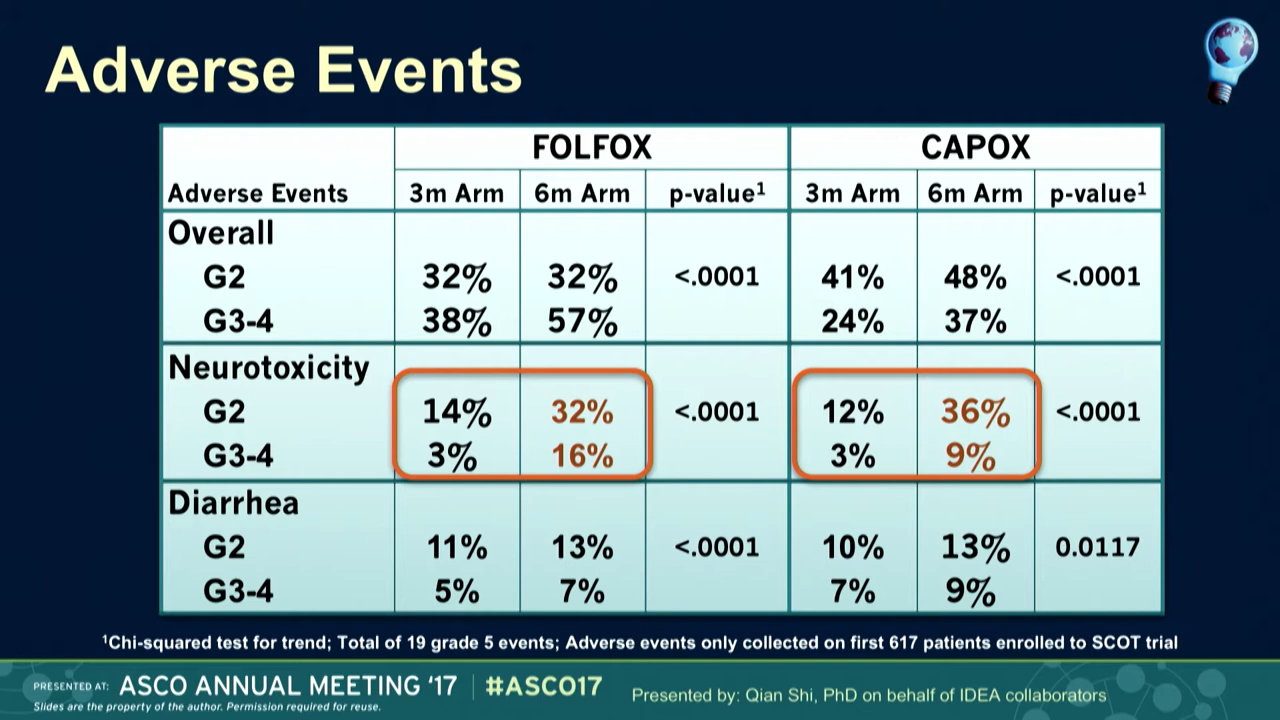 Adverse Events
FOLFOX CAPOX
Adverse Events 3m Arm 6m Arm p-value¹ 3m Arm 6m Arm p-value¹
Overall
G2 32% 32% <.0001 41% 48% <.0001
G3-4 38% 57% 24% 37%
Neurotoxicity
G2 14% 32% <.0001 12% 36% <.0001
G3-4 3% 16% 3% 9%
Diarrhea
G2 11% 13% <.0001 10% 13% 0.0117
G3-4 5% 7% 7% 9%
¹Chi-squared test for trend; Total of 19 grade 5 events; Adverse events only collected on first 617 patients enrolled to SCOT trial
PRESENTED AT: ASCO ANNUAL MEETING ‘17 #ASCO17 Presented by: Qian Shi, PhD on behalf of IDEA collaborators
Slides are the property of the author. Permission required for reuse.